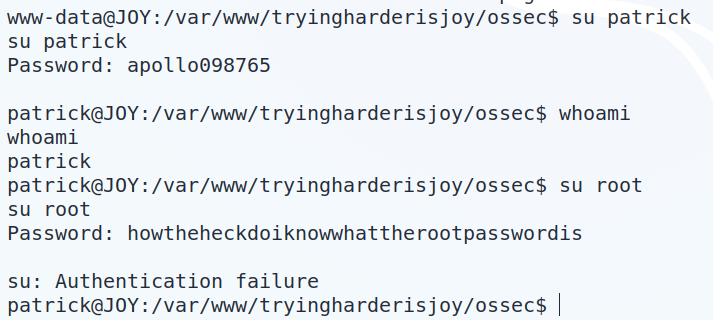 www-data@JOY:/var/www/tryingharderisjoy/ossec$ su patrick
su patrick
Password: apollo098765
patrick@JOY:/var/www/tryingharderisjoy/ossec$ whoami
whoami
patrick
patrick@JOY:/var/www/tryingharderisjoy/ossec$ su root
su root
Password: howtheheckdoiknowwhattherootpasswordis
su: Authentication failure
patrick@JOY:/var/www/tryingharderisjoy/ossec$